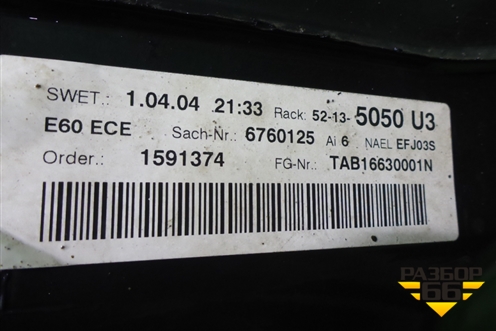 SWET.: 1.04.04 21:33 Rack: 52-13- 5050 U3
E60 ECE Sach-Nr.: 6760125 AI 6 NAEL EFJ03S
Order.: 1591374 FG-Nr.: TAB16630001N
РАЗБОР
66